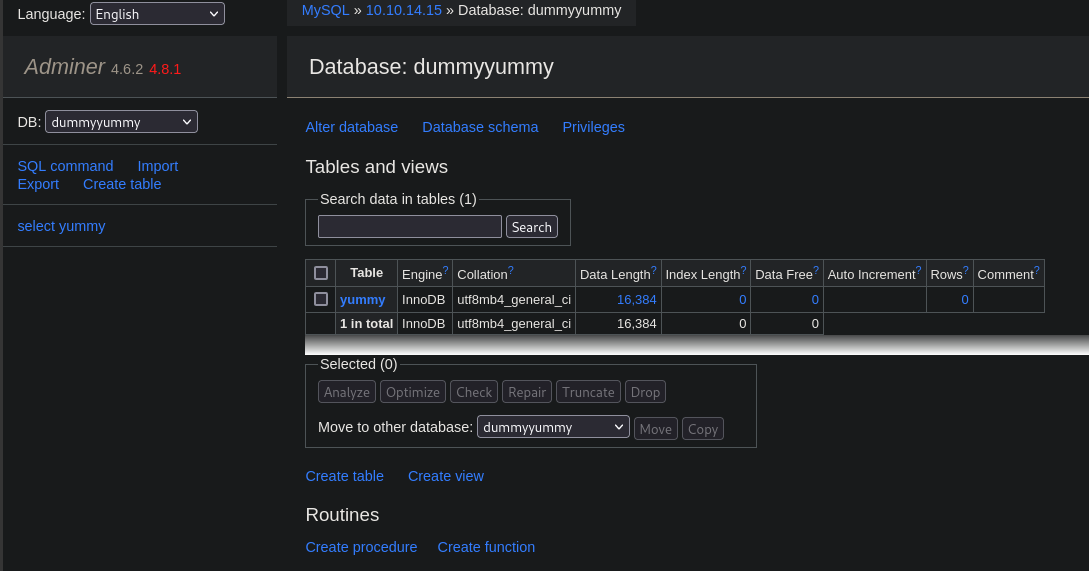 Language: English
MySQL » 10.10.14.15 » Database: dummyyummy
Adminer 4.6.2 4.8.1
Database: dummyyummy
DB: dummyyummy
Alter database Database schema Privileges
SQL command Import
Export Create table
select yummy
Tables and views
Search data in tables (1)
Search
Table Engine? Collation? Data Length? Index Length? Data Free? Auto Increment? Rows? Comment?
yummy InnoDB utf8mb4_general_ci 16,384 0 0 0
1 in total InnoDB utf8mb4_general_ci 16,384 0 0
Selected (0)
Analyze Optimize Check Repair Truncate Drop
Move to other database: dummyyummy Move Copy
Create table Create view
Routines
Create procedure Create function